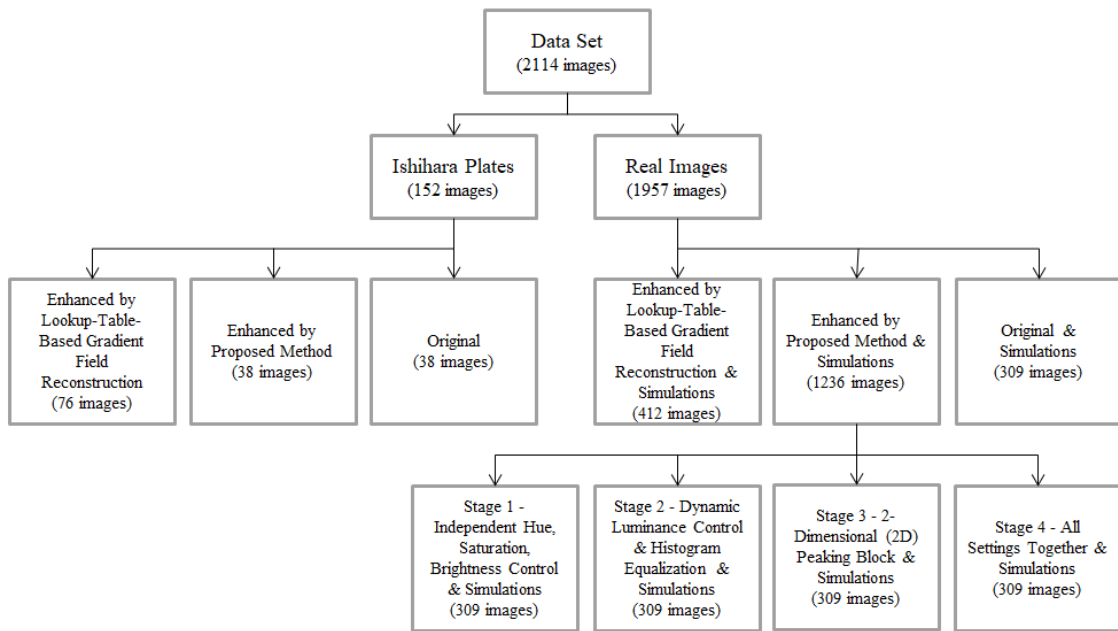 Data Set
(2114 images)
Ishihara Plates
(152 images)
Real Images
(1957 images)
Enhanced by
Lookup-Table-
Based Gradient
Field
Reconstruction
(76 images)
Enhanced by
Proposed Method
(38 images)
Original
(38 images)
Enhanced by
Lookup-Table-
Based Gradient
Field
Reconstruction &
Simulations
(412 images)
Enhanced by
Proposed Method &
Simulations
(1236 images)
Original &
Simulations
(309 images)
Stage 1 -
Independent Hue,
Saturation,
Brightness Control
& Simulations
(309 images)
Stage 2 - Dynamic
Luminance Control
& Histogram
Equalization &
Simulations
(309 images)
Stage 3 - 2-
Dimensional (2D)
Peaking Block &
Simulations
(309 images)
Stage 4 - All
Settings Together &
Simulations
(309 images)